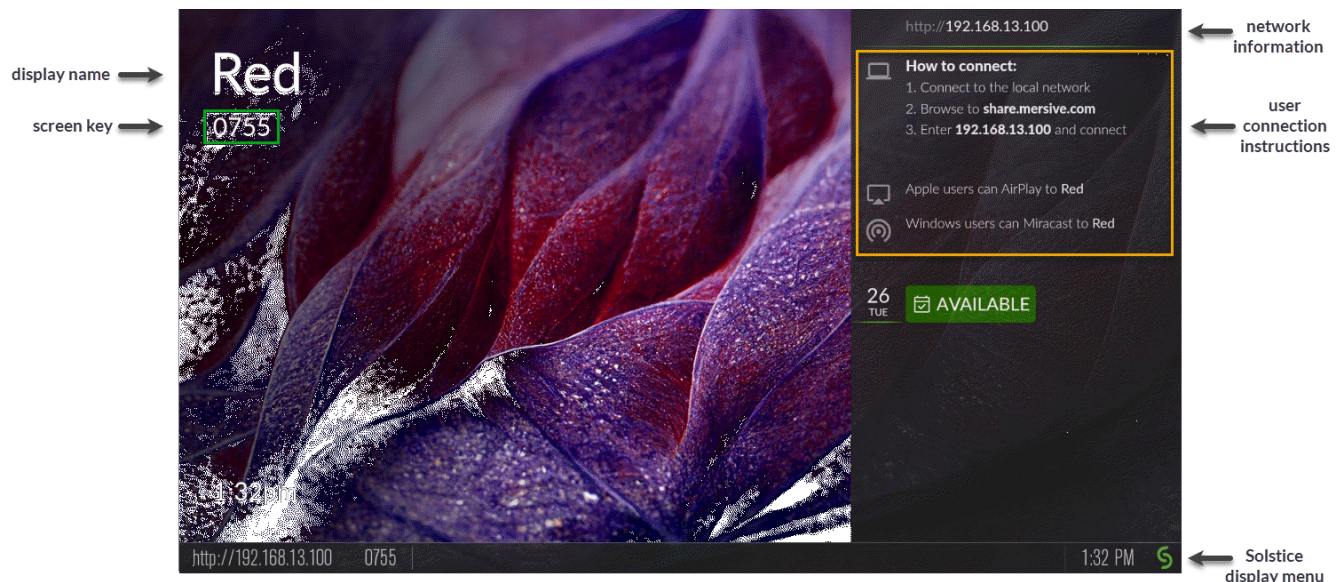 display name
screen key
Red
0755
1:32pm
http://192.168.13.100
How to connect:
1. Connect to the local network
2. Browse to share.mersive.com
3. Enter 192.168.13.100 and connect
Apple users can AirPlay to Red
Windows users can Miracast to Red
26
TUE
AVAILABLE
network
information
user
connection
instructions
http://192.168.13.100 0755
1:32 PM
Solstice
display menu